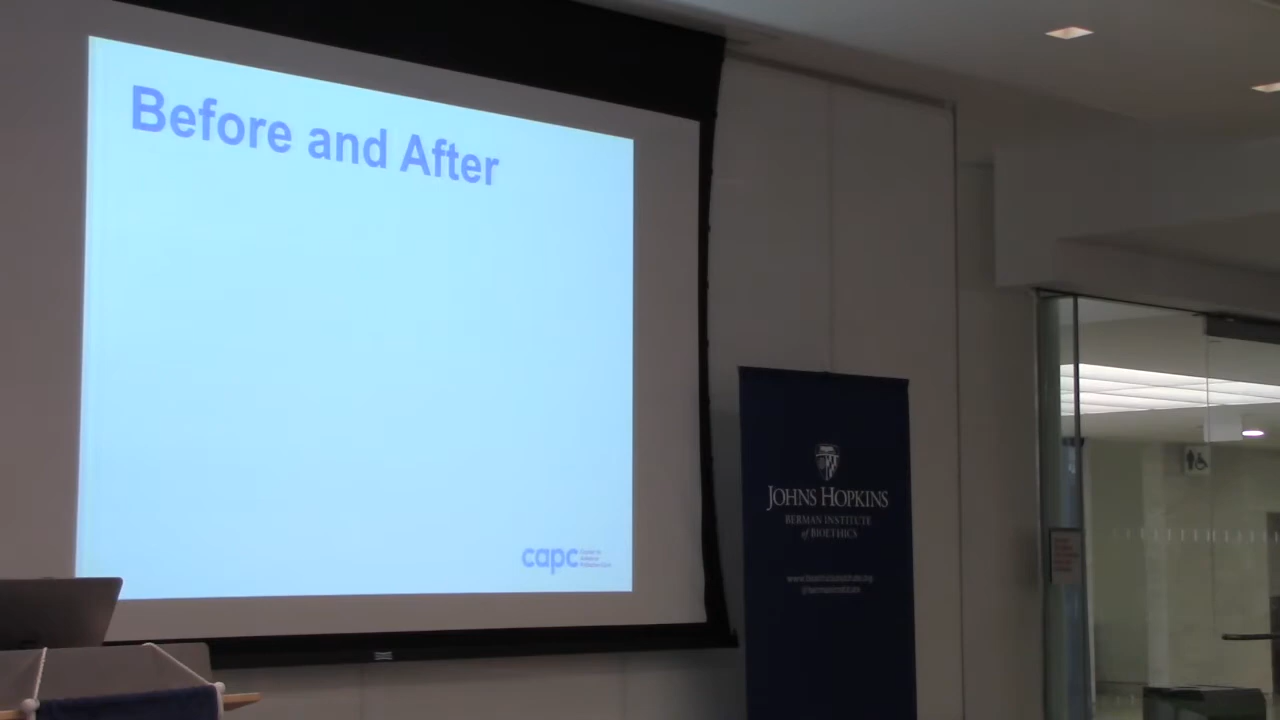 Before and After
capc
JOHNS HOPKINS
BERMAN INSTITUTE
of BIOETHICS